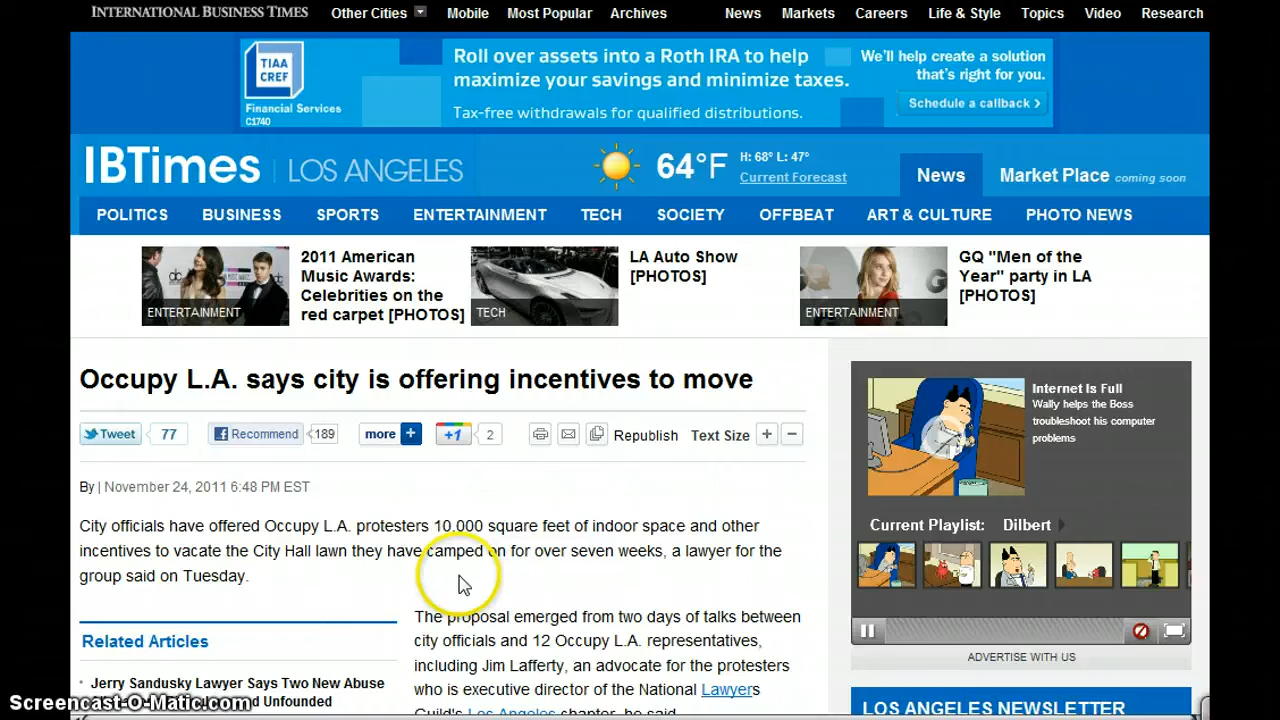 INTERNATIONAL BUSINESS TIMES Other Cities Mobile Most Popular Archives News Markets Careers Life & Style Topics Video Research
TIAA
CREF
Financial Services
C1740
Roll over assets into a Roth IRA to help
maximize your savings and minimize taxes.
Tax-free withdrawals for qualified distributions.
We'll help create a solution
that's right for you.
Schedule a callback
IBTimes LOS ANGELES
64°F
H: 68° L: 47°
Current Forecast
News
Market Place coming soon
POLITICS BUSINESS SPORTS ENTERTAINMENT TECH SOCIETY OFFBEAT ART & CULTURE PHOTO NEWS
ENTERTAINMENT
2011 American
Music Awards:
Celebrities on the
red carpet [PHOTOS]
TECH
LA Auto Show
[PHOTOS]
ENTERTAINMENT
GQ "Men of the
Year" party in LA
[PHOTOS]
Occupy L.A. says city is offering incentives to move
Tweet 77 Recommend 189 more + +1 2 Republish Text Size + −
By | November 24, 2011 6:48 PM EST
City officials have offered Occupy L.A. protesters 10,000 square feet of indoor space and other
incentives to vacate the City Hall lawn they have camped on for over seven weeks, a lawyer for the
group said on Tuesday.
Related Articles
Jerry Sandusky Lawyer Says Two New Abuse
Unfounded
The proposal emerged from two days of talks between
city officials and 12 Occupy L.A. representatives,
including Jim Lafferty, an advocate for the protesters
who is executive director of the National Lawyers
Guild's Los Angeles chapter, he said.
Internet Is Full
Wally helps the Boss
troubleshoot his computer
problems
Current Playlist: Dilbert
ADVERTISE WITH US
LOS ANGELES NEWSLETTER
Screencast-O-Matic.com